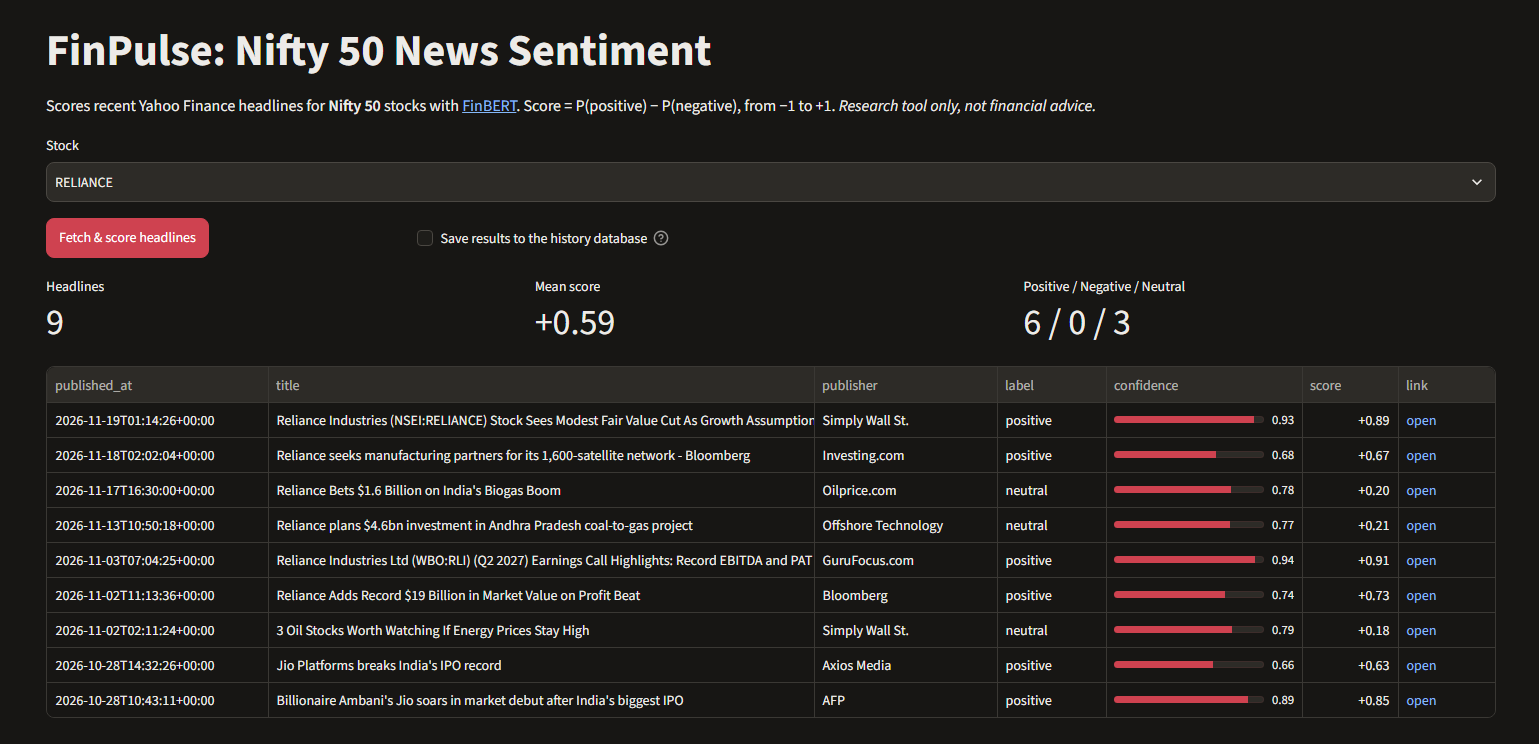 FinPulse: Nifty 50 News Sentiment
Scores recent Yahoo Finance headlines for Nifty 50 stocks with FinBERT. Score = P(positive) − P(negative), from −1 to +1. Research tool only, not financial advice.
Stock
RELIANCE
Fetch & score headlines
Save results to the history database
Headlines Mean score Positive / Negative / Neutral
9 +0.59 6 / 0 / 3
published_at title publisher label confidence score link
2026-11-19T01:14:26+00:00 Reliance Industries (NSEI:RELIANCE) Stock Sees Modest Fair Value Cut As Growth Assumption Simply Wall St. positive 0.93 +0.89 open
2026-11-18T02:02:04+00:00 Reliance seeks manufacturing partners for its 1,600-satellite network - Bloomberg Investing.com positive 0.68 +0.67 open
2026-11-17T16:30:00+00:00 Reliance Bets $1.6 Billion on India's Biogas Boom Oilprice.com neutral 0.78 +0.20 open
2026-11-13T10:50:18+00:00 Reliance plans $4.6bn investment in Andhra Pradesh coal-to-gas project Offshore Technology neutral 0.77 +0.21 open
2026-11-03T07:04:25+00:00 Reliance Industries Ltd (WBO:RLI) (Q2 2027) Earnings Call Highlights: Record EBITDA and PAT GuruFocus.com positive 0.94 +0.91 open
2026-11-02T11:13:36+00:00 Reliance Adds Record $19 Billion in Market Value on Profit Beat Bloomberg positive 0.74 +0.73 open
2026-11-02T02:11:24+00:00 3 Oil Stocks Worth Watching If Energy Prices Stay High Simply Wall St. neutral 0.79 +0.18 open
2026-10-28T14:32:26+00:00 Jio Platforms breaks India's IPO record Axios Media positive 0.66 +0.63 open
2026-10-28T10:43:11+00:00 Billionaire Ambani's Jio soars in market debut after India's biggest IPO AFP positive 0.89 +0.85 open